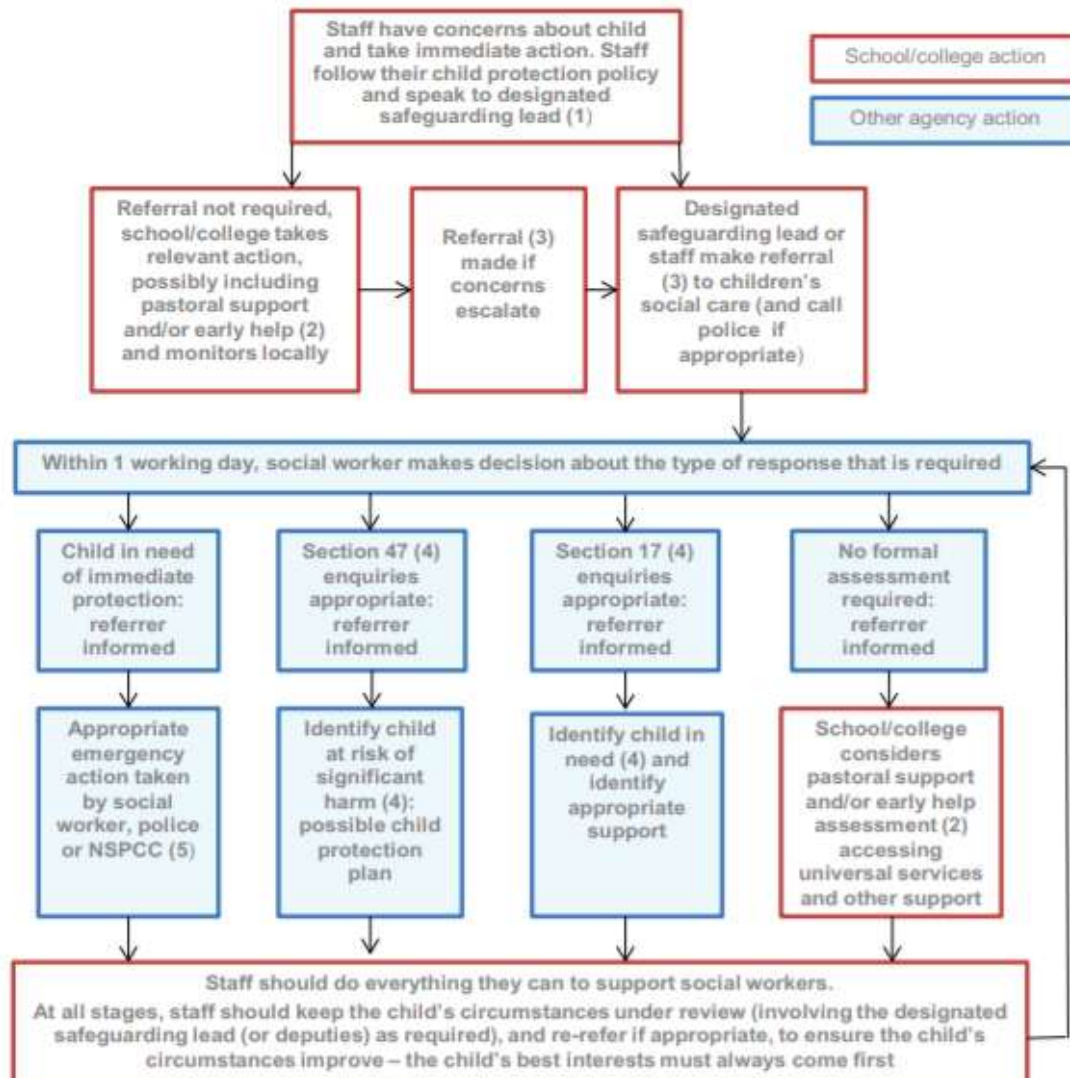 Staff have concerns about child
and take immediate action. Staff
follow their child protection policy
and speak to designated
safeguarding lead (1)
School/college action
Other agency action
Referral not required,
school/college takes
relevant action,
possibly including
pastoral support
and/or early help (2)
and monitors locally
Referral (3)
made if
concerns
escalate
Designated
safeguarding lead or
staff make referral
(3) to children's
social care (and call
police if
appropriate)
Within 1 working day, social worker makes decision about the type of response that is required
Child in need
of immediate
protection:
referrer
informed
Section 47 (4)
enquiries
appropriate:
referrer
informed
Section 17 (4)
enquiries
appropriate:
referrer
informed
No formal
assessment
required:
referrer
informed
Appropriate
emergency
action taken
by social
worker, police
or NSPCC (5)
Identify child
at risk of
significant
harm (4):
possible child
protection
plan
Identify child in
need (4) and
identify
appropriate
support
School/college
considers
pastoral support
and/or early help
assessment (2)
accessing
universal services
and other support
Staff should do everything they can to support social workers.
At all stages, staff should keep the child's circumstances under review (involving the designated
safeguarding lead (or deputies) as required), and re-refer if appropriate, to ensure the child's
circumstances improve – the child's best interests must always come first